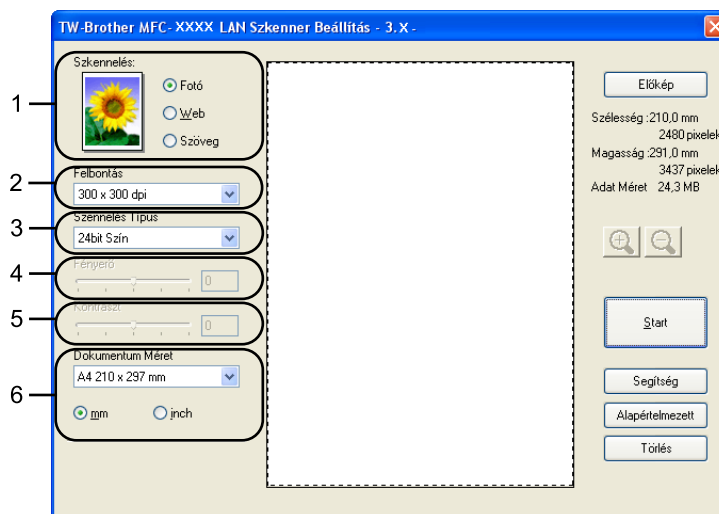 TW-Brother MFC- XXXX LAN Szkenner Beállítás - 3.X -
Szkennelés:
1
Fotó
Web
Szöveg
2
Felbontás
300 x 300 dpi
3
Szennelés Típus
24bit Szín
4
Fényerő
0
5
Kontraszt
0
6
Dokumentum Méret
A4 210 x 297 mm
mm
inch
Előkép
Szélesség :210,0 mm
2480 pixelek
Magasság :291,0 mm
3437 pixelek
Adat Méret 24,3 MB
Start
Segítség
Alapértelmezett
Törlés